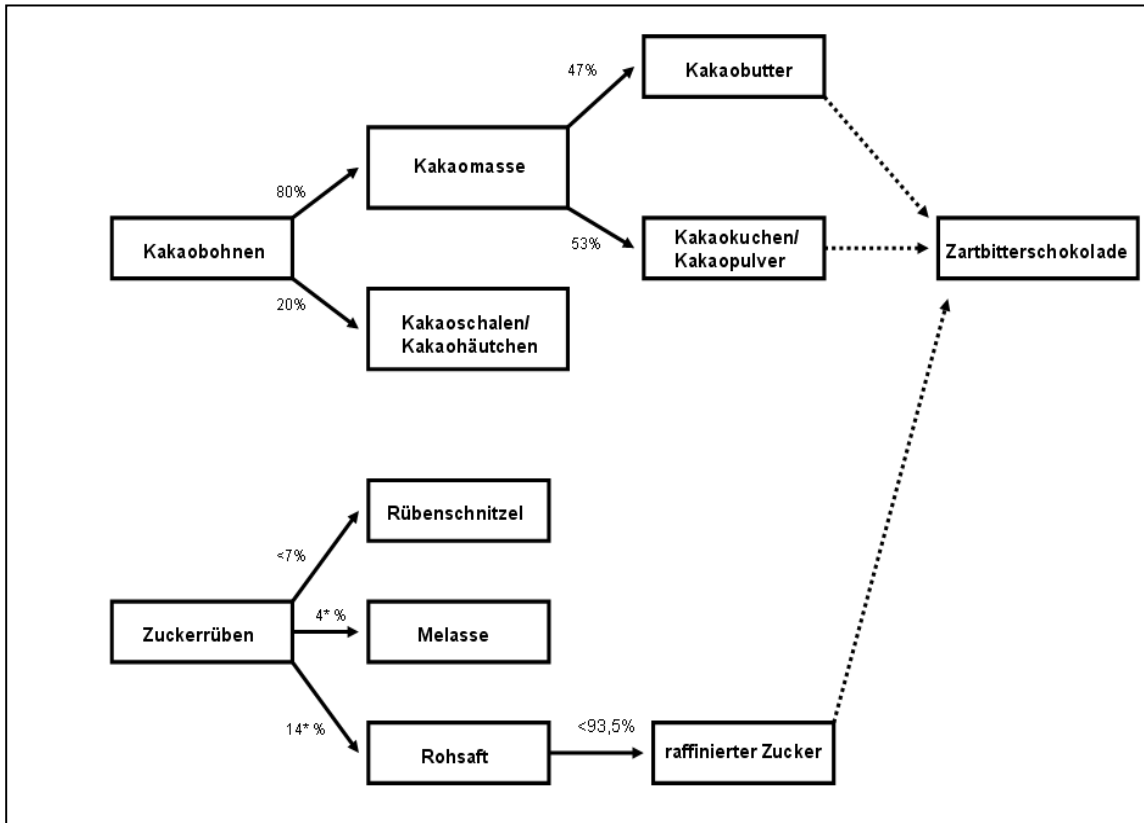 47%
Kakaobutter
Kakaomasse
80%
Kakaobohnen
53%
Kakaokuchen/
Kakaopulver
Zartbitterschokolade
20%
Kakaoschalen/
Kakaohäutchen
Rübenschnitzel
<7%
Zuckerrüben
4* %
Melasse
14* %
Rohsaft
<93,5%
raffinierter Zucker